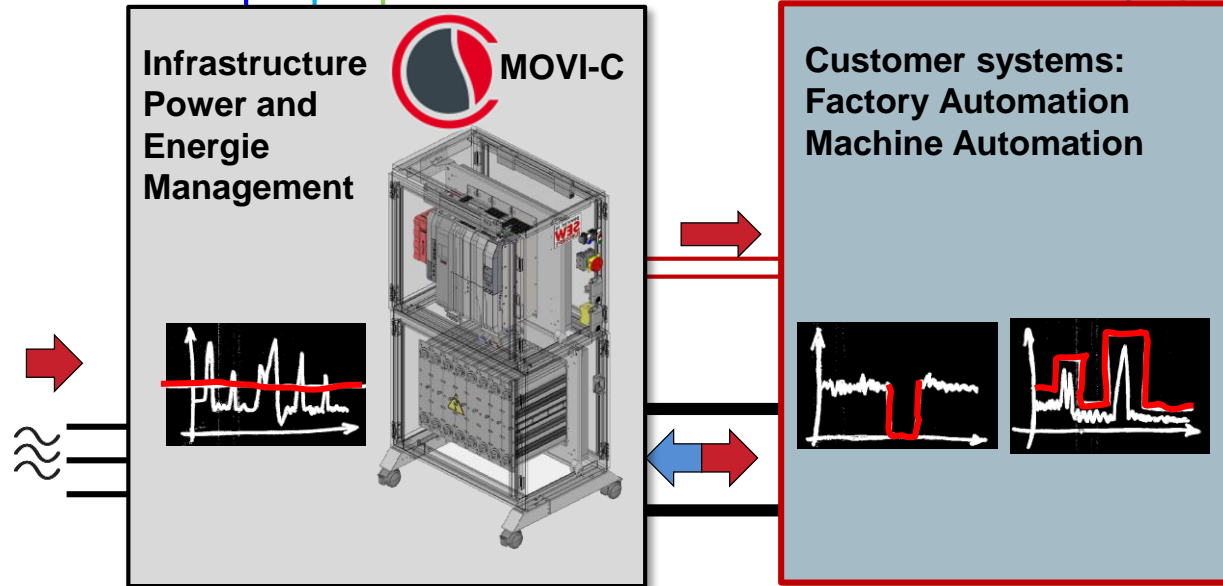 Infrastructure
Power and
Energie
Management
MOVI-C
SEW
Customer systems:
Factory Automation
Machine Automation